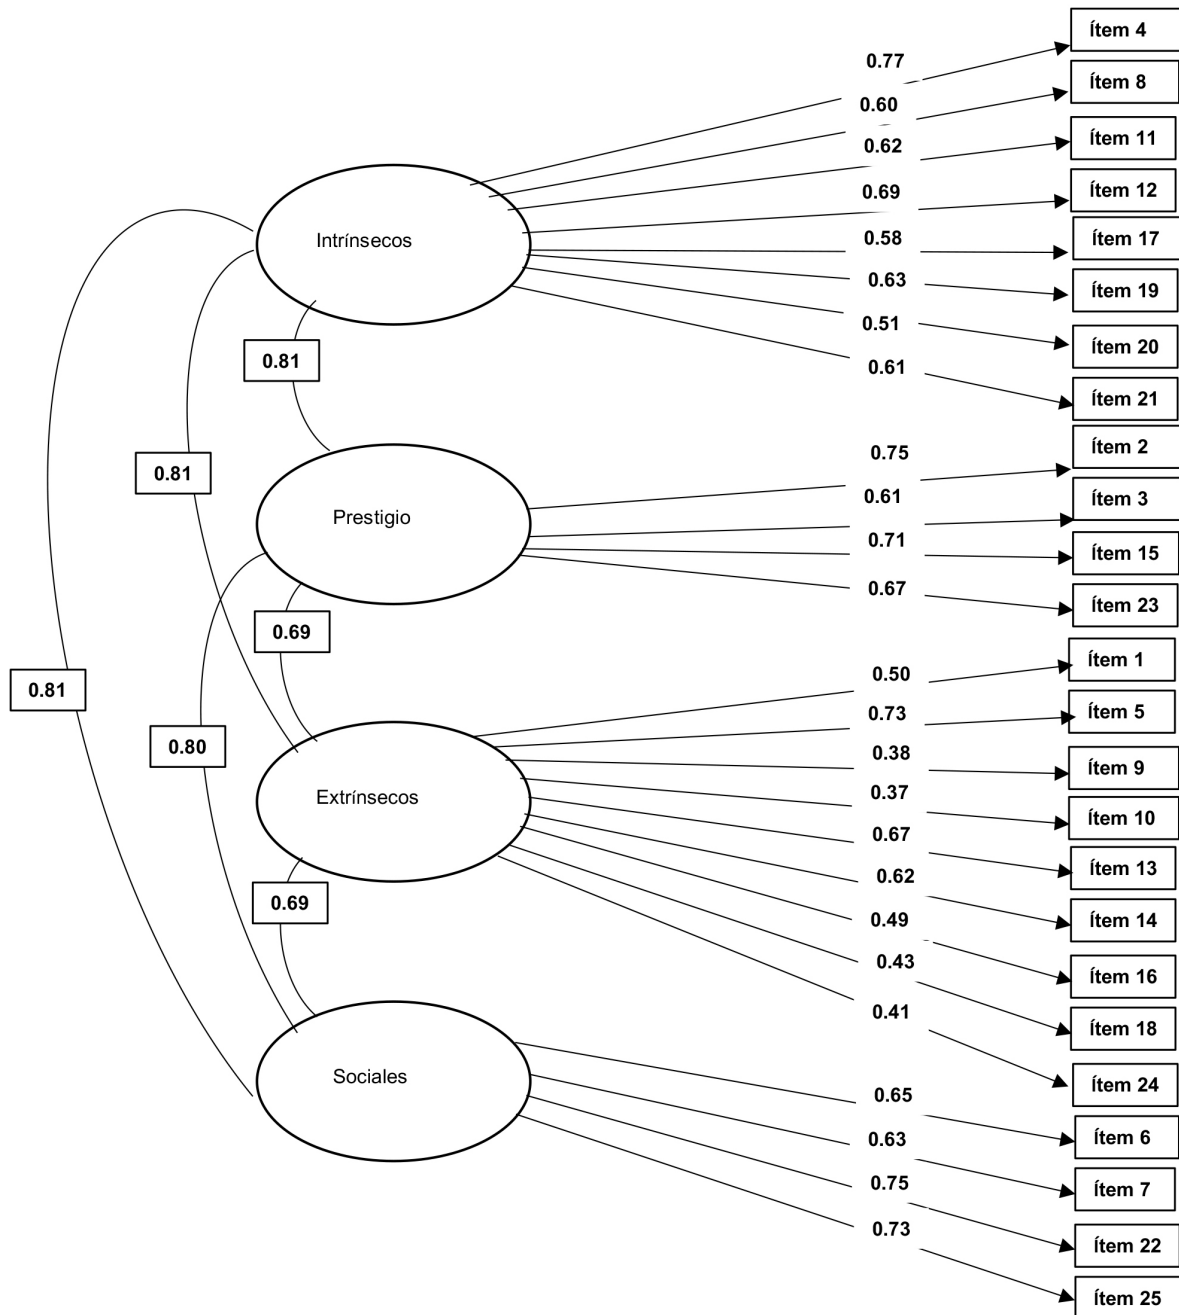 Ítem 4
0.77
Ítem 8
0.60
Ítem 11
0.62
Ítem 12
0.69
Intrínsecos
Ítem 17
0.58
Ítem 19
0.63
Ítem 20
0.51
0.81
0.61
Ítem 21
Ítem 2
0.75
0.81
Ítem 3
0.61
Prestigio
0.71
Ítem 15
0.67
Ítem 23
0.69
Ítem 1
0.50
0.81
Ítem 5
0.73
0.80
0.38
Ítem 9
0.37
Extrínsecos
Ítem 10
0.67
Ítem 13
0.62
0.69
Ítem 14
0.49
0.43
Ítem 16
0.41
Ítem 18
Sociales
Ítem 24
0.65
Ítem 6
0.63
0.75
Ítem 7
0.73
Ítem 22
Ítem 25